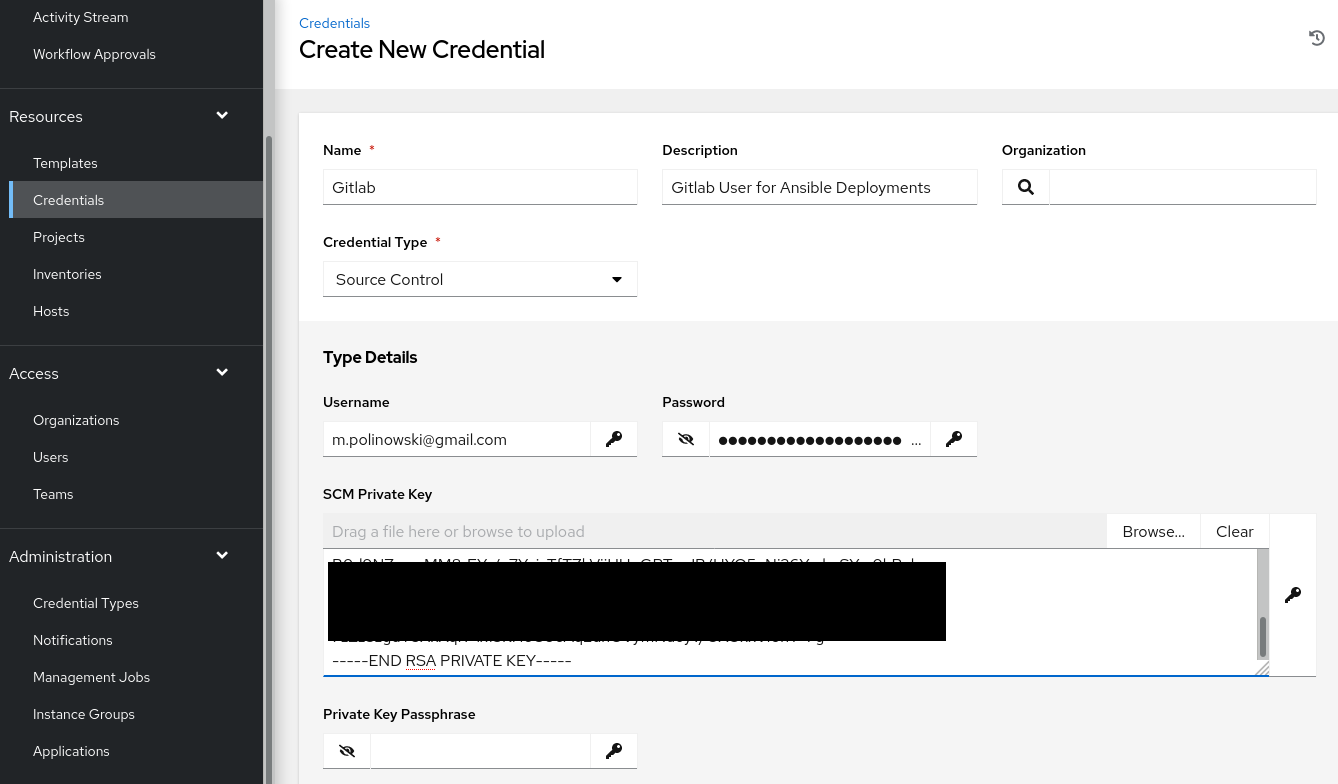 Activity Stream
Workflow Approvals
Resources
Templates
Credentials
Projects
Inventories
Hosts
Access
Organizations
Users
Teams
Administration
Credential Types
Notifications
Management Jobs
Instance Groups
Applications
Credentials
Create New Credential
Name *
Description
Organization
Gitlab
Gitlab User for Ansible Deployments
Credential Type *
Source Control
Type Details
Username
Password
m.polinowski@gmail.com
●●●●●●●●●●●●●●●●●●● ...
SCM Private Key
Drag a file here or browse to upload
Browse...
Clear
-----END RSA PRIVATE KEY-----
Private Key Passphrase